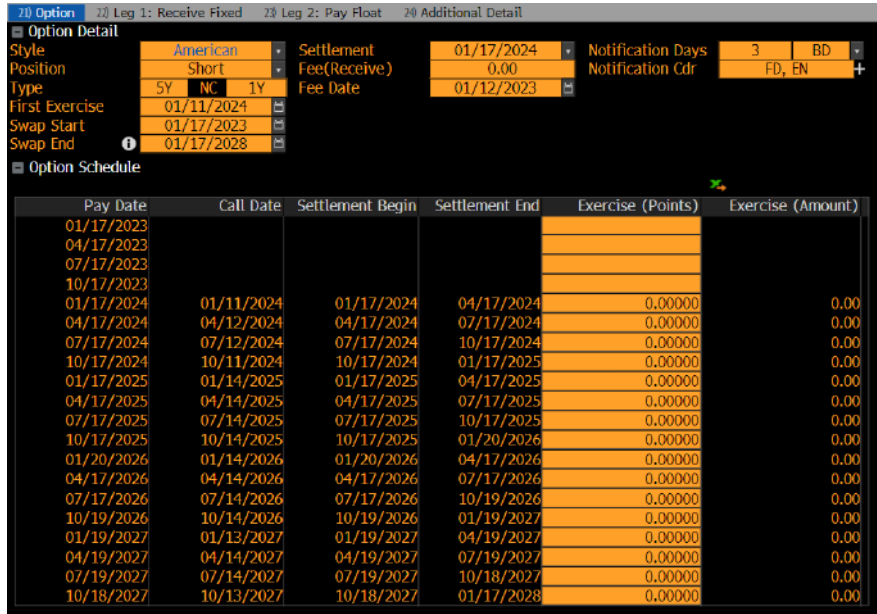 21) Option 22) Leg 1: Receive Fixed 23) Leg 2: Pay Float 24) Additional Detail
Option Detail
Style American Settlement 01/17/2024 Notification Days 3 BD
Position Short Fee(Receive) 0.00 Notification Cdr FD, EN +
Type 5Y NC 1Y Fee Date 01/12/2023
First Exercise 01/11/2024
Swap Start 01/17/2023
Swap End 01/17/2028
Option Schedule
Pay Date Call Date Settlement Begin Settlement End Exercise (Points) Exercise (Amount)
01/17/2023
04/17/2023
07/17/2023
10/17/2023
01/17/2024 01/11/2024 01/17/2024 04/17/2024 0.00000 0.00
04/17/2024 04/12/2024 04/17/2024 07/17/2024 0.00000 0.00
07/17/2024 07/12/2024 07/17/2024 10/17/2024 0.00000 0.00
10/17/2024 10/11/2024 10/17/2024 01/17/2025 0.00000 0.00
01/17/2025 01/14/2025 01/17/2025 04/17/2025 0.00000 0.00
04/17/2025 04/14/2025 04/17/2025 07/17/2025 0.00000 0.00
07/17/2025 07/14/2025 07/17/2025 10/17/2025 0.00000 0.00
10/17/2025 10/14/2025 10/17/2025 01/20/2026 0.00000 0.00
01/20/2026 01/14/2026 01/20/2026 04/17/2026 0.00000 0.00
04/17/2026 04/14/2026 04/17/2026 07/17/2026 0.00000 0.00
07/17/2026 07/14/2026 07/17/2026 10/19/2026 0.00000 0.00
10/19/2026 10/14/2026 10/19/2026 01/19/2027 0.00000 0.00
01/19/2027 01/13/2027 01/19/2027 04/19/2027 0.00000 0.00
04/19/2027 04/14/2027 04/19/2027 07/19/2027 0.00000 0.00
07/19/2027 07/14/2027 07/19/2027 10/18/2027 0.00000 0.00
10/18/2027 10/13/2027 10/18/2027 01/17/2028 0.00000 0.00